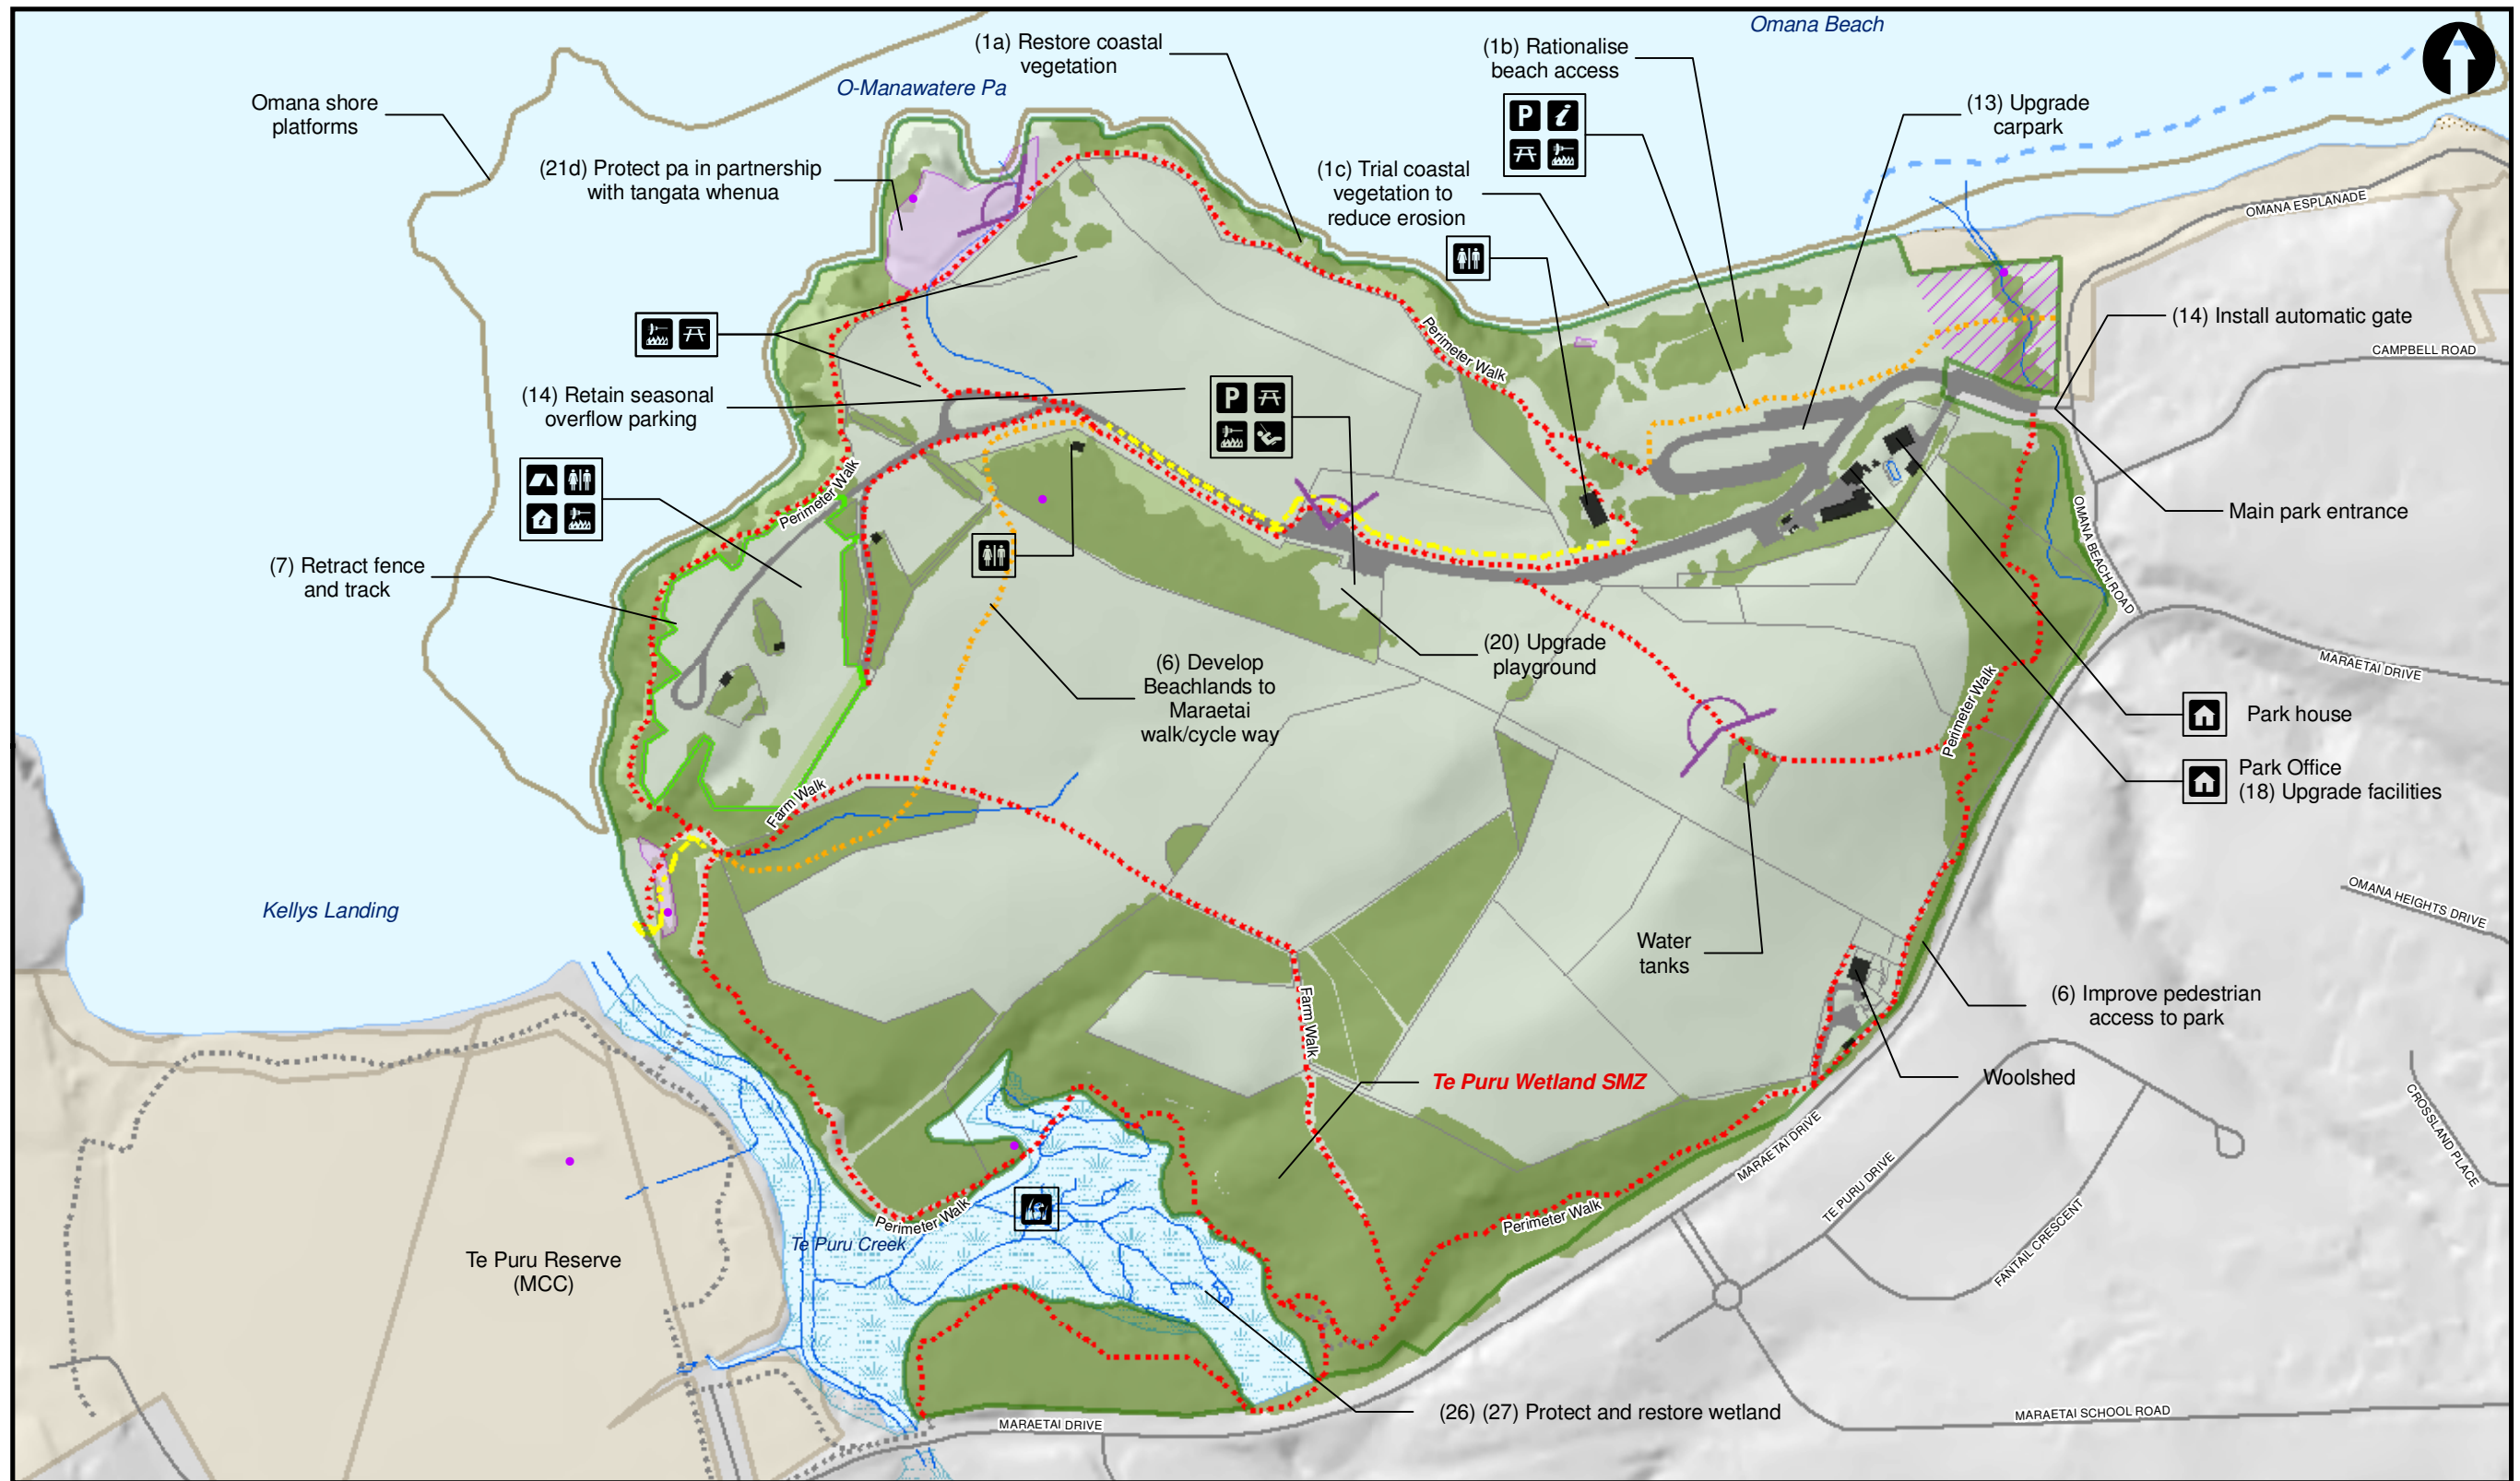 Omana Beach
(1a) Restore coastal
vegetation
(1b) Rationalise
beach access
O-Manawatere Pa
Omana shore
platforms
(13) Upgrade
carpark
P
i
(21d) Protect pa in partnership
with tangata whenua
(1c) Trial coastal
vegetation to
reduce erosion
OMANA ESPLANADE
(14) Install automatic gate
Perimeter Walk
CAMPBELL ROAD
(14) Retain seasonal
overflow parking
P
Perimeter Walk
Main park entrance
OMANA BEACH ROAD
(7) Retract fence
and track
(20) Upgrade
playground
(6) Develop
Beachlands to
Maraetai
walk/cycle way
MARAETAI DRIVE
Perimeter Walk
Park house
Park Office
(18) Upgrade facilities
Farm Walk
Kellys Landing
OMANA HEIGHTS DRIVE
Water
tanks
(6) Improve pedestrian
access to park
Farm Walk
Te Puru Wetland SMZ
Woolshed
CROSSLAND PLACE
MARAETAI DRIVE
TE PURU DRIVE
FANTAIL CRESCENT
Perimeter Walk
Perimeter Walk
Te Puru Creek
Te Puru Reserve
(MCC)
(26) (27) Protect and restore wetland
MARAETAI DRIVE
MARAETAI SCHOOL ROAD